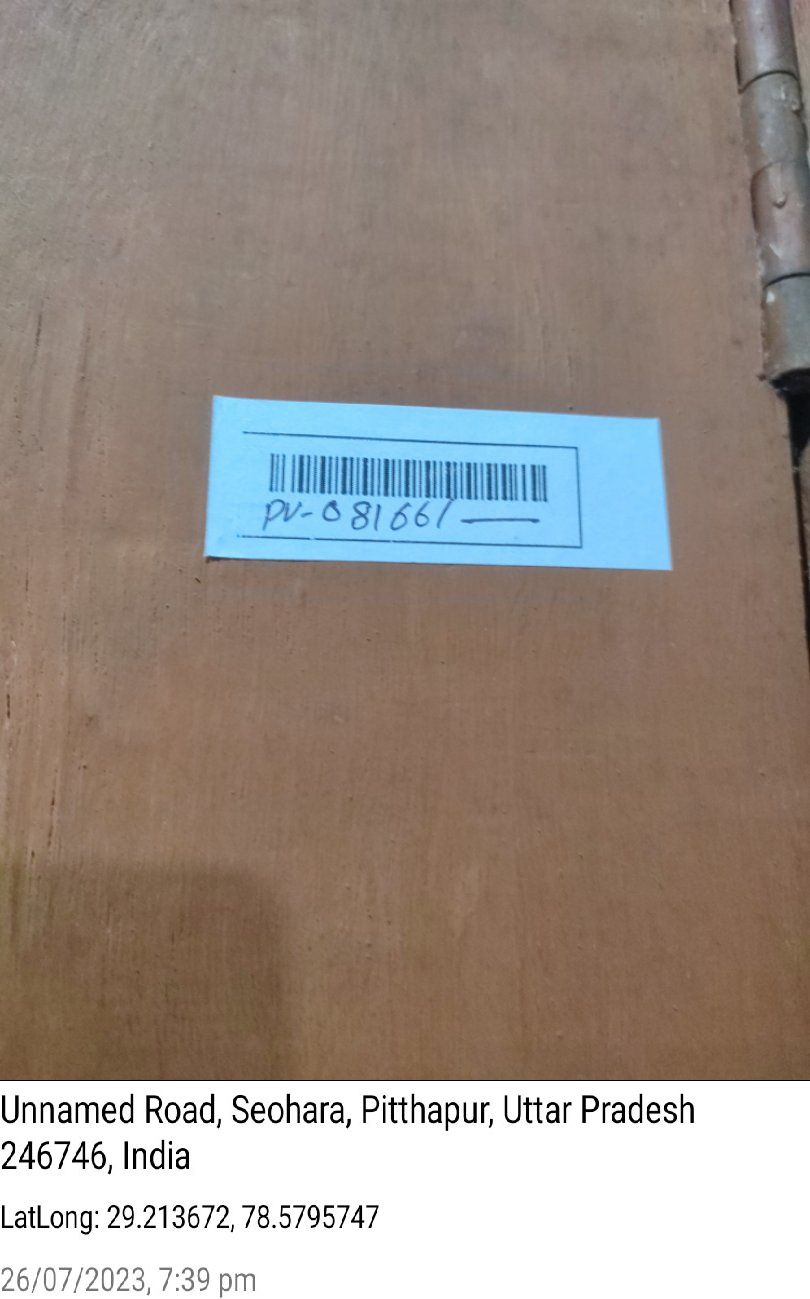 PV-081661
Unnamed Road, Seohara, Pitthapur, Uttar Pradesh
246746, India
LatLong: 29.213672, 78.5795747
26/07/2023, 7:39 pm